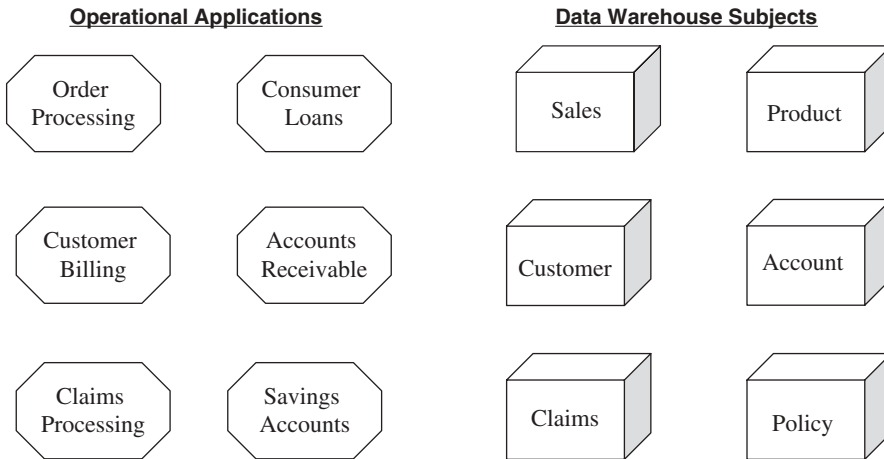 Operational Applications
Data Warehouse Subjects
Order
Processing
Consumer
Loans
Sales
Product
Customer
Billing
Accounts
Receivable
Customer
Account
Claims
Processing
Savings
Accounts
Claims
Policy